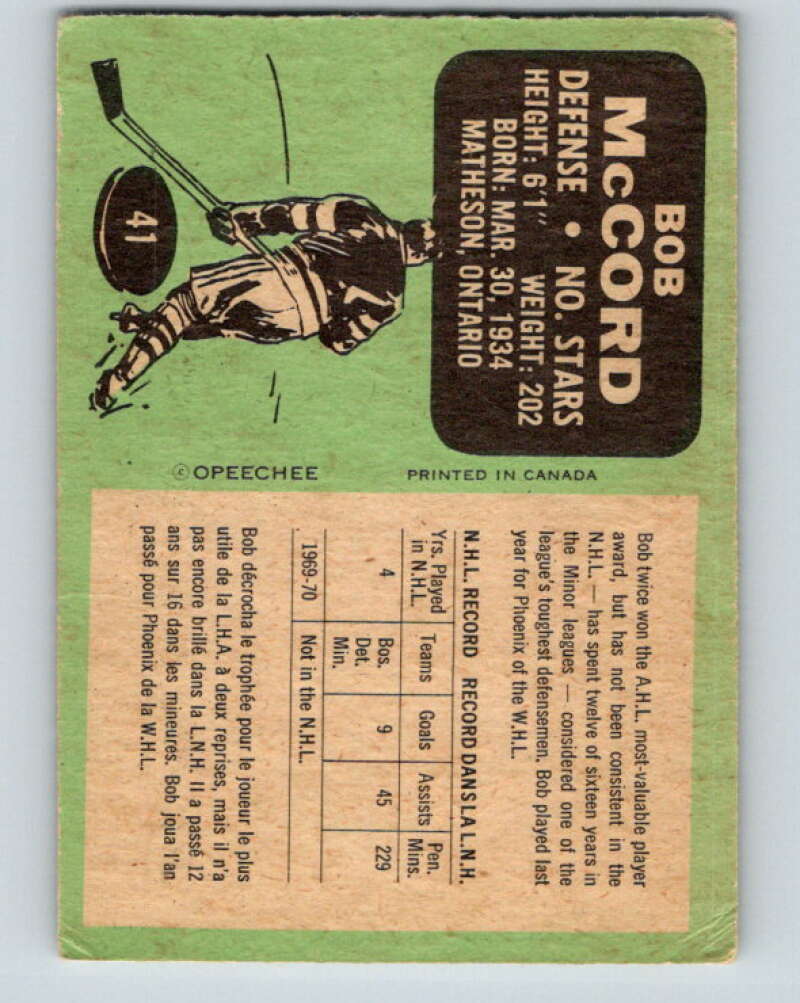 BOB
McCORD
DEFENSE • NO. STARS
HEIGHT: 6'1" WEIGHT: 202
BORN: MAR. 30, 1934
MATHESON, ONTARIO
41
© OPEECHEE
PRINTED IN CANADA
Bob twice won the A.H.L. most-valuable player
award, but has not been consistent in the
N.H.L. — has spent twelve of sixteen years in
the Minor leagues — considered one of the
league's toughest defensemen. Bob played last
year for Phoenix of the W.H.L.
N.H.L. RECORD RECORD DANS LA L.N.H.
Yrs. Played in N.H.L. Teams Goals Assists Pen. Mins.
4 Bos. Det. Min. 9 45 229
1969-70 Not in the N.H.L.
Bob décrocha le trophée pour le joueur le plus
utile de la L.H.A. à deux reprises, mais il n'a
pas encore brillé dans la L.N.H. Il a passé 12
ans sur 16 dans les mineures. Bob joua l'an
passé pour Phoenix de la W.H.L.